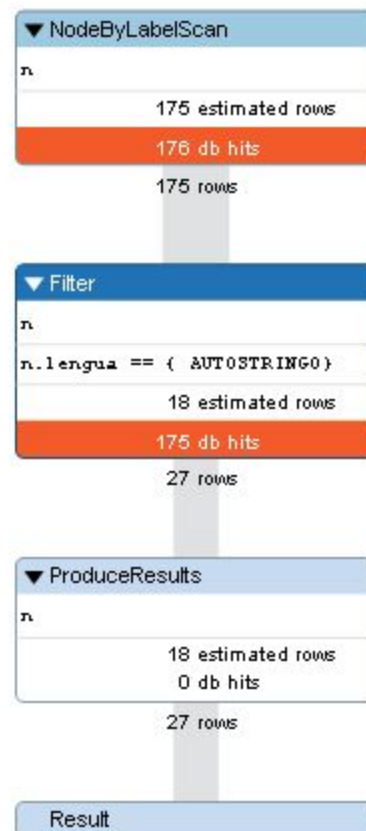 ▼ NodeByLabelScan
n
175 estimated rows
176 db hits
175 rows
▼ Filter
n
n.lengua == { AUTOSTRING0}
18 estimated rows
175 db hits
27 rows
▼ ProduceResults
n
18 estimated rows
0 db hits
27 rows
Result